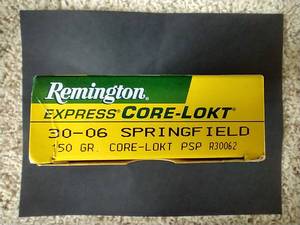 Remington®
EXPRESS® CORE-LOKT®
30-06 SPRINGFIELD
150 GR. CORE-LOKT PSP R30062